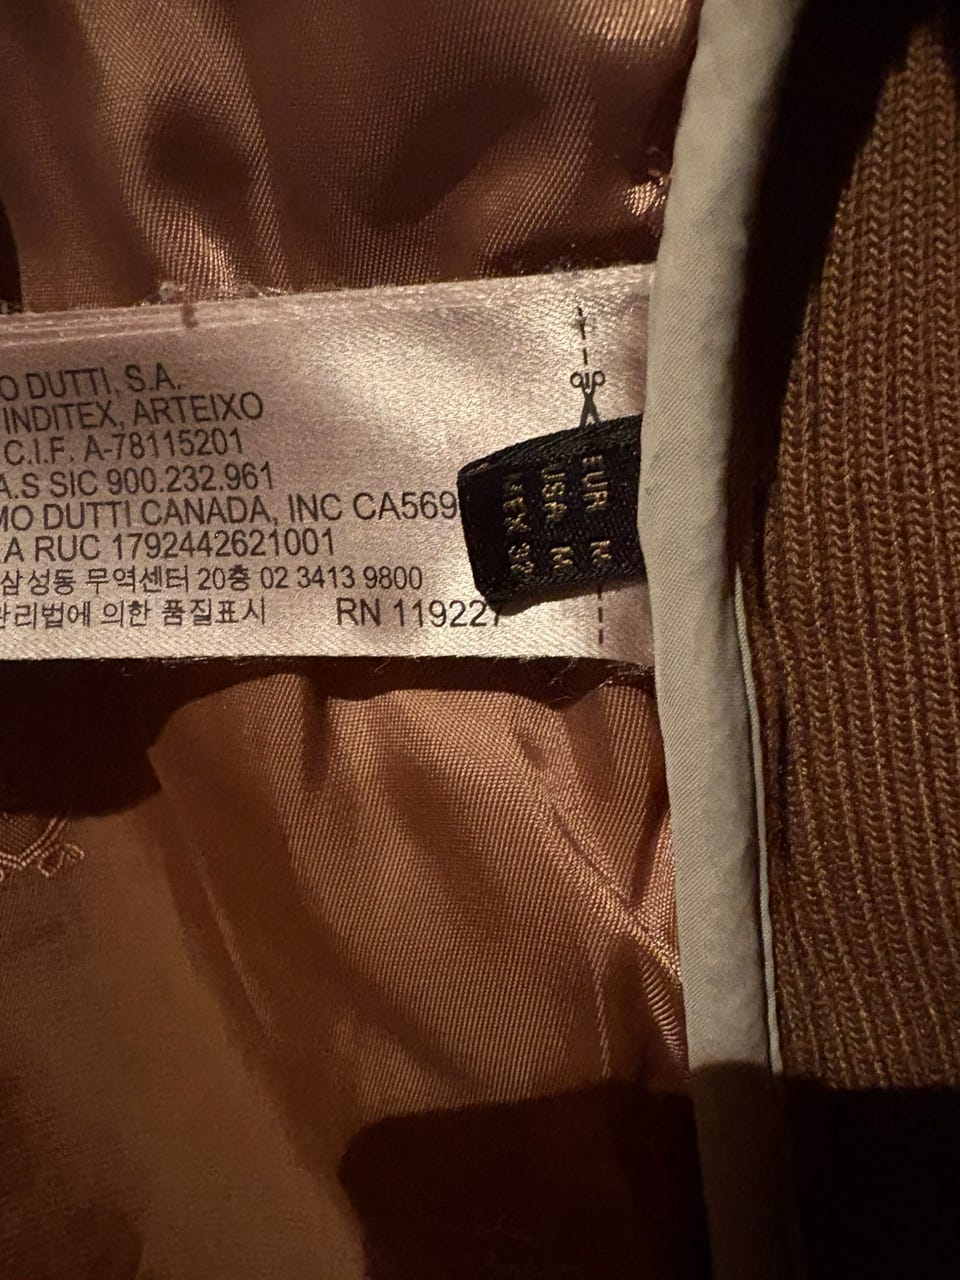 O DUTTI, S.A.
INDITEX, ARTEIXO
C.I.F. A-78115201
A.S SIC 900.232.961
MO DUTTI CANADA, INC CA569
A RUC 1792442621001
삼성동 무역센터 20층 02 3413 9800
관리법에 의한 품질표시 RN 119227
EUR M
USA M
MEX